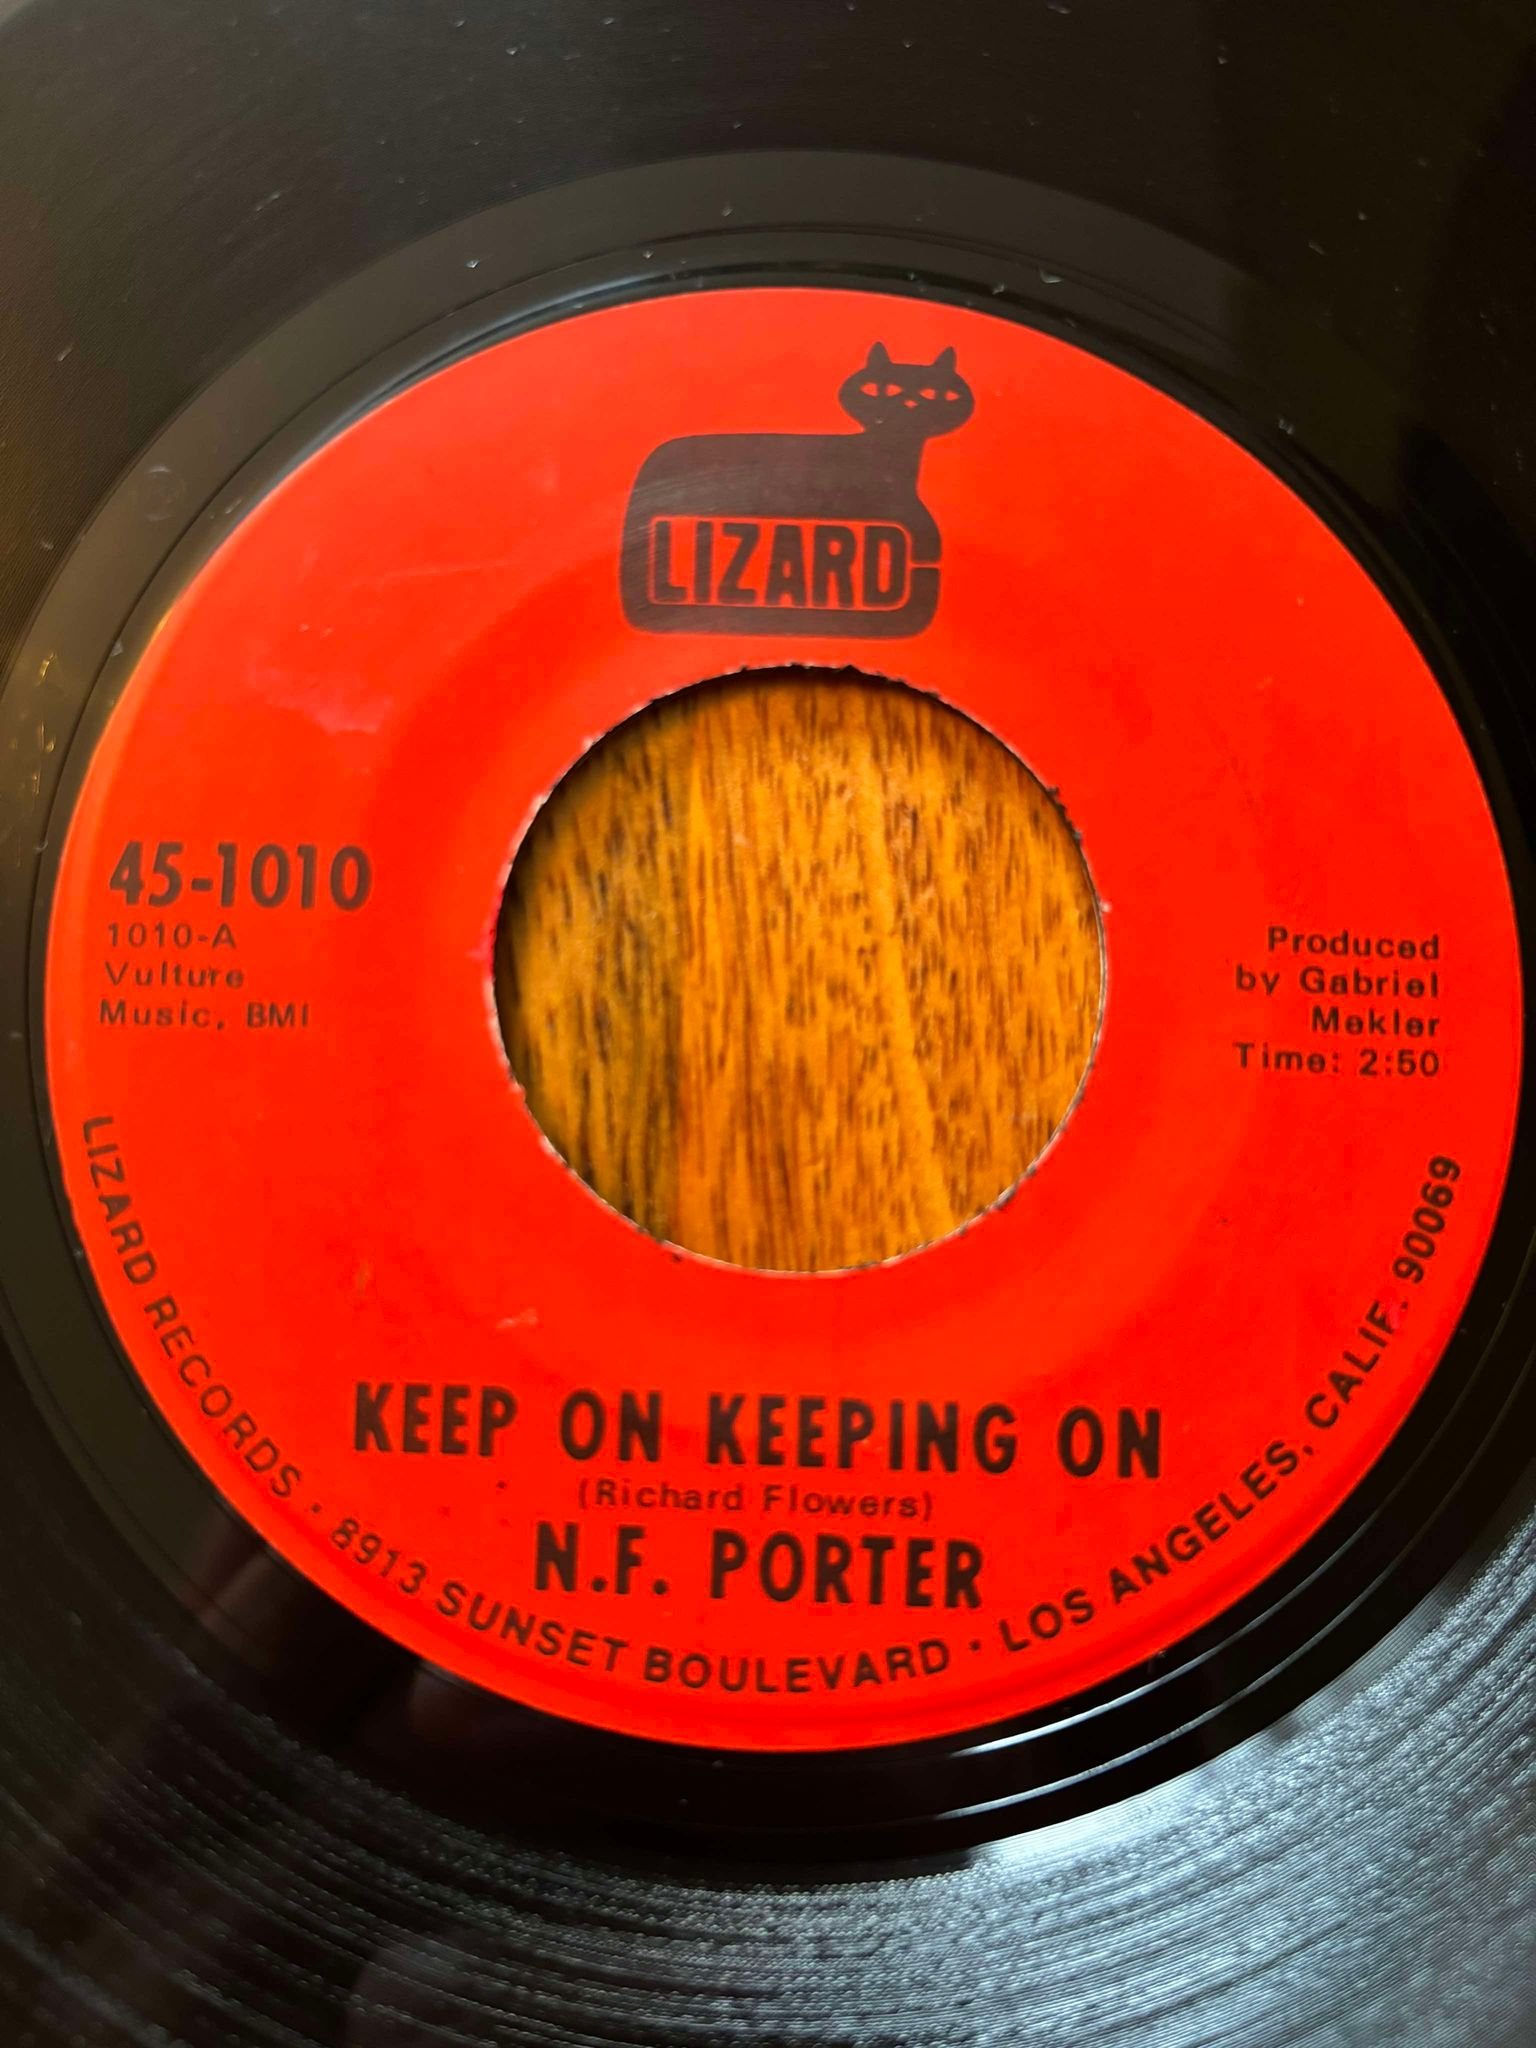 LIZARD
45-1010
1010-A
Vulture
Music, BMI
Produced
by Gabriel
Mekler
Time: 2:50
KEEP ON KEEPING ON
(Richard Flowers)
N.F. PORTER
LIZARD RECORDS · 8913 SUNSET BOULEVARD · LOS ANGELES, CALIF. 90069